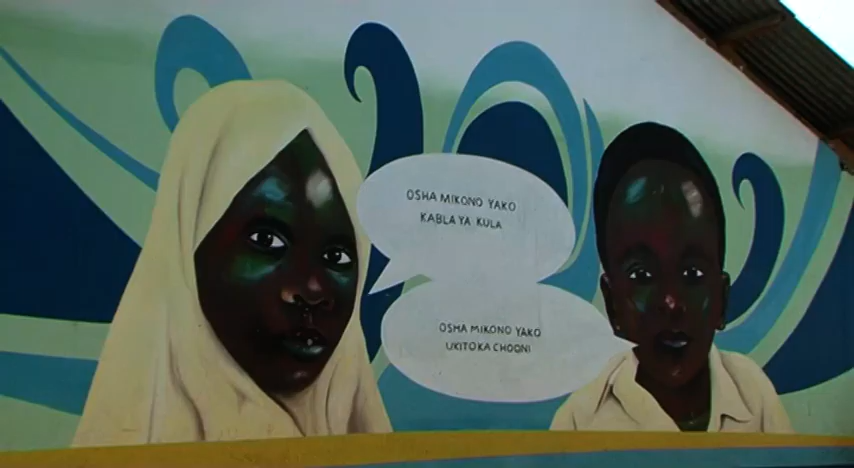 OSHA MIKONO YAKO
KABLA YA KULA
OSHA MIKONO YAKO
UKITOKA CHOONI